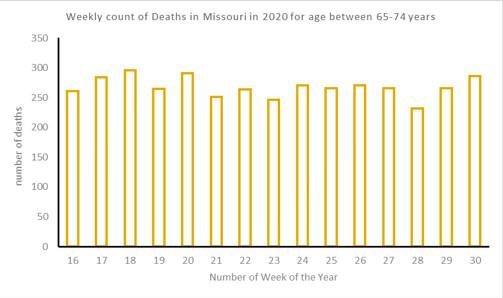 Weekly count of Deaths in Missouri in 2020 for age between 65-74 years
350
300
250
200
150
100
50
0
number of deaths
16 17 18 19 20 21 22 23 24 25 26 27 28 29 30
Number of Week of the Year